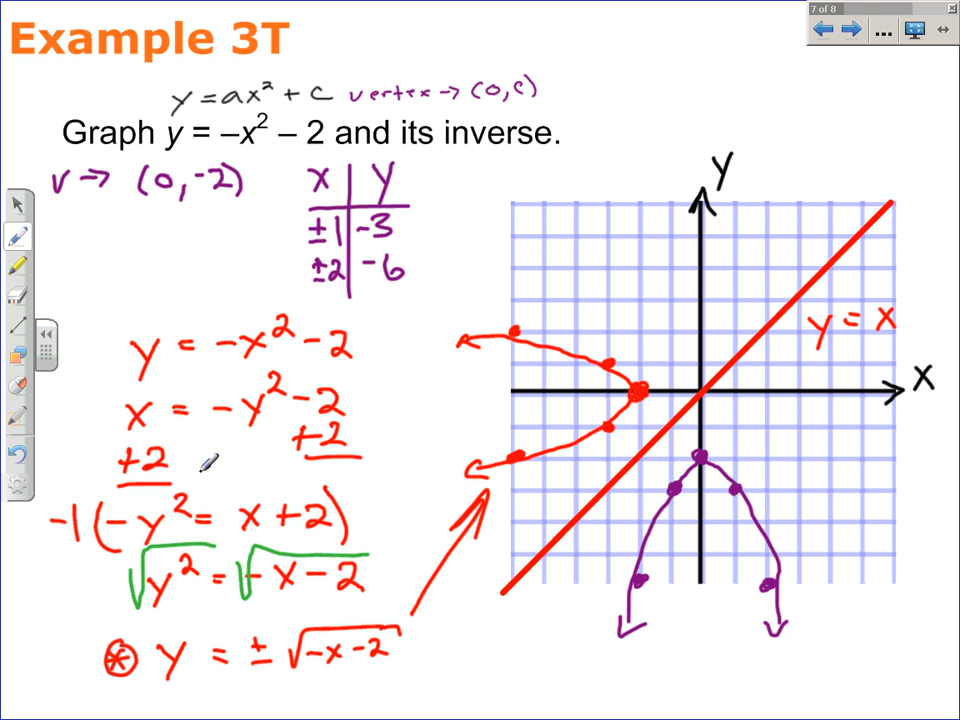 7 of 8
Example 3T
y = ax² + c vertex → (0, c)
Graph y = –x² – 2 and its inverse.
v → (0, -2)
x | y
±1 | -3
±2 | -6
y = -x² - 2
x = -y² - 2
+2 +2
-1(-y² = x + 2)
√y² = √-x - 2
* y = ± √-x - 2
y
x
y = x